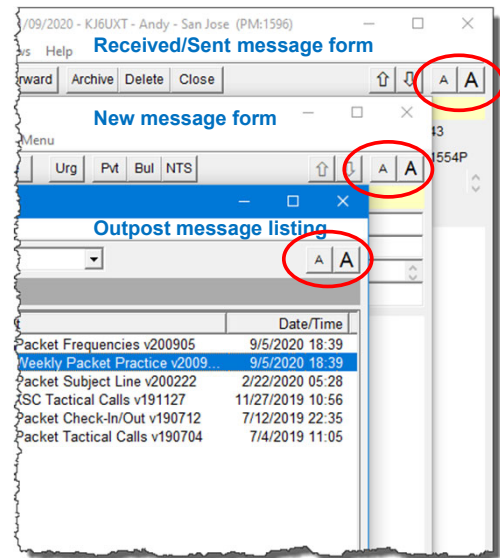 /09/2020 - KJ6UXT - Andy - San Jose (PM:1596)
ws Help
Received/Sent message form
rward Archive Delete Close A A
New message form
43
Menu
1554P
Urg Pvt Bul NTS A A
Outpost message listing
A A
Date/Time
Packet Frequencies v200905 9/5/2020 18:39
Weekly Packet Practice v2009... 9/5/2020 18:39
Packet Subject Line v200222 2/22/2020 05:28
XSC Tactical Calls v191127 11/27/2019 10:56
Packet Check-In/Out v190712 7/12/2019 22:35
Packet Tactical Calls v190704 7/4/2019 11:05